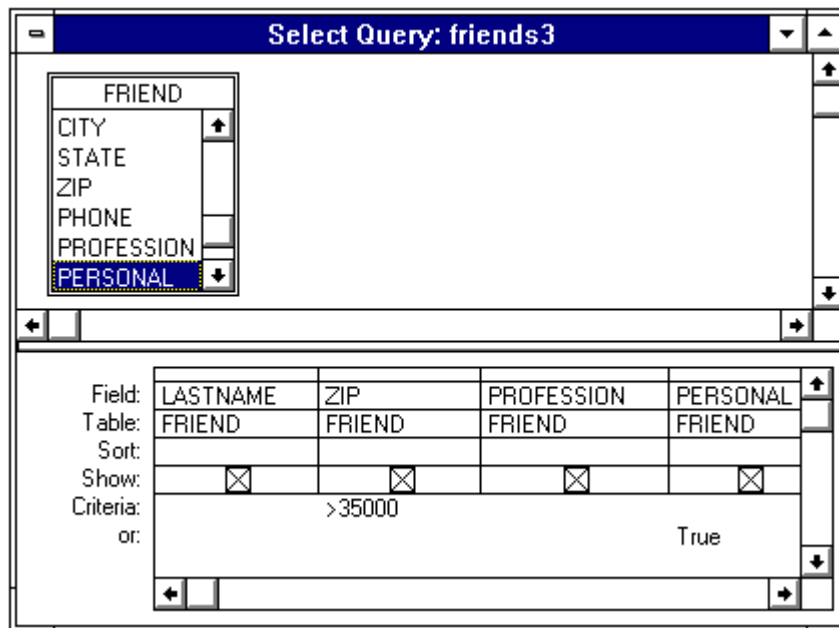 Select Query: friends3
FRIEND
CITY
STATE
ZIP
PHONE
PROFESSION
PERSONAL
Field: LASTNAME ZIP PROFESSION PERSONAL
Table: FRIEND FRIEND FRIEND FRIEND
Sort:
Show:
Criteria: >35000
or: True